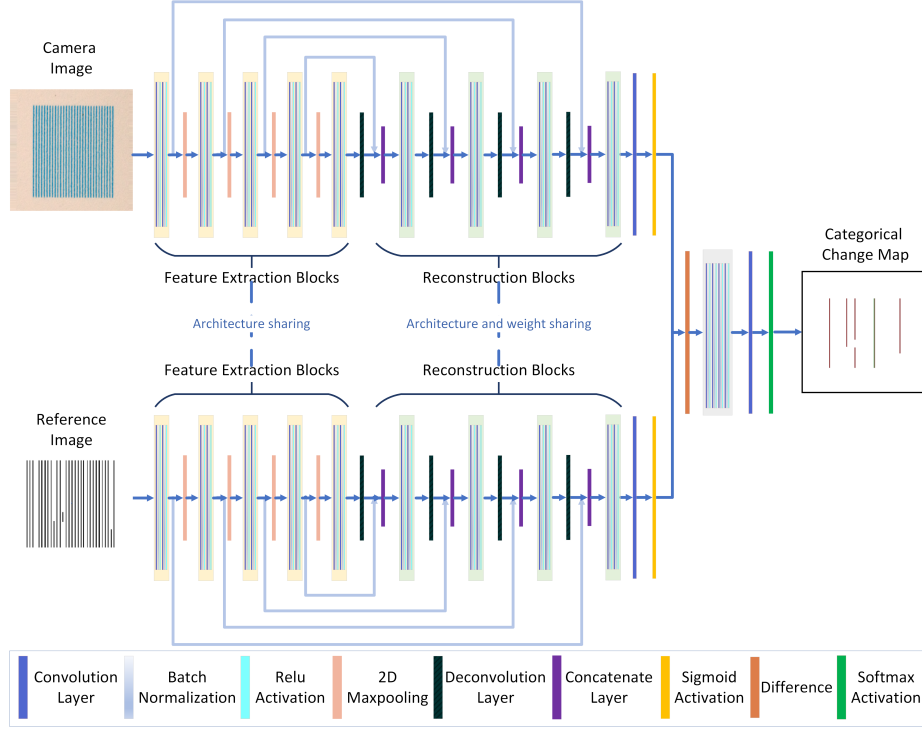 Camera
Image
Feature Extraction Blocks
Reconstruction Blocks
Architecture sharing
Architecture and weight sharing
Feature Extraction Blocks
Reconstruction Blocks
Reference
Image
Categorical
Change Map
Convolution
Layer
Batch
Normalization
Relu
Activation
2D
Maxpooling
Deconvolution
Layer
Concatenate
Layer
Sigmoid
Activation
Difference
Softmax
Activation